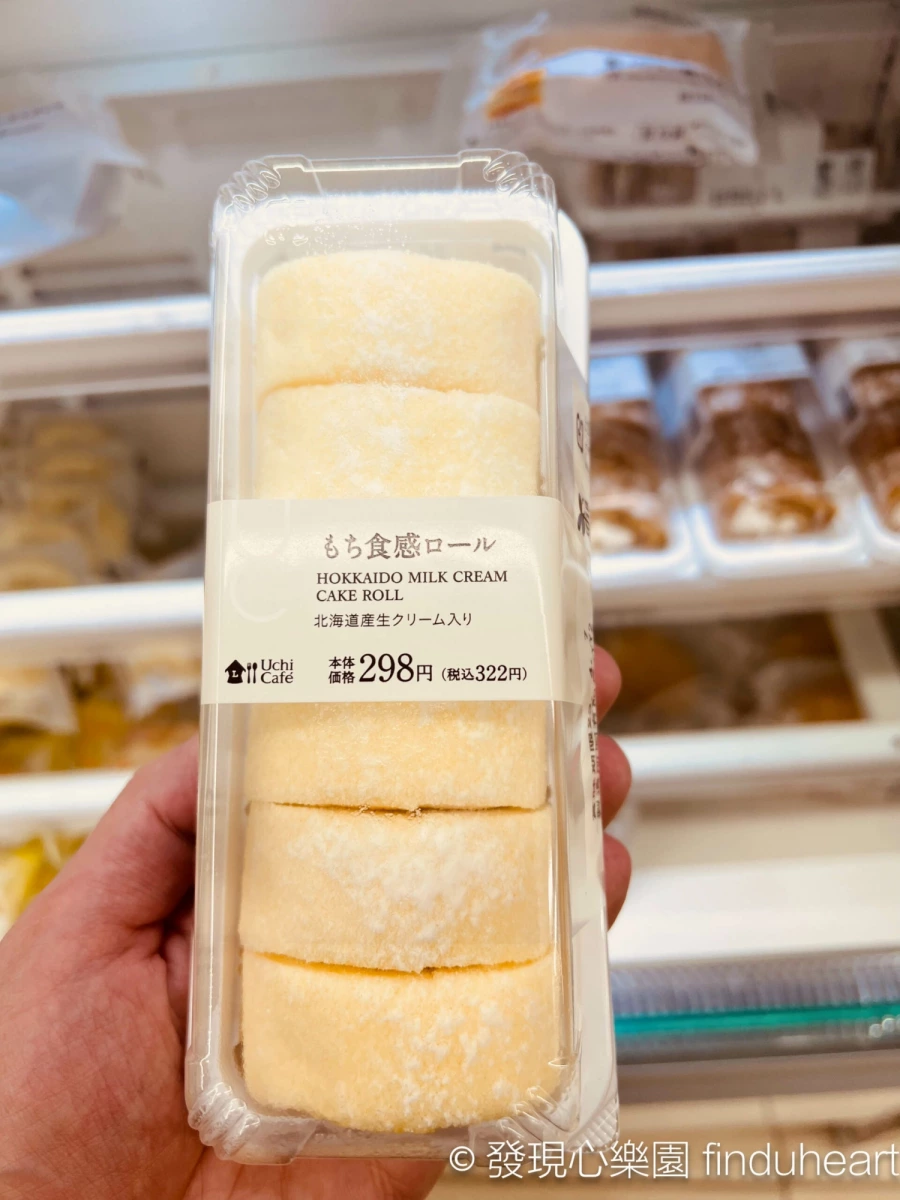 もち食感ロール
HOKKAIDO MILK CREAM
CAKE ROLL
北海道産生クリーム入り
L Uchi
Café
本体
価格 298円 (税込322円)
© 發現心樂園 finduheart